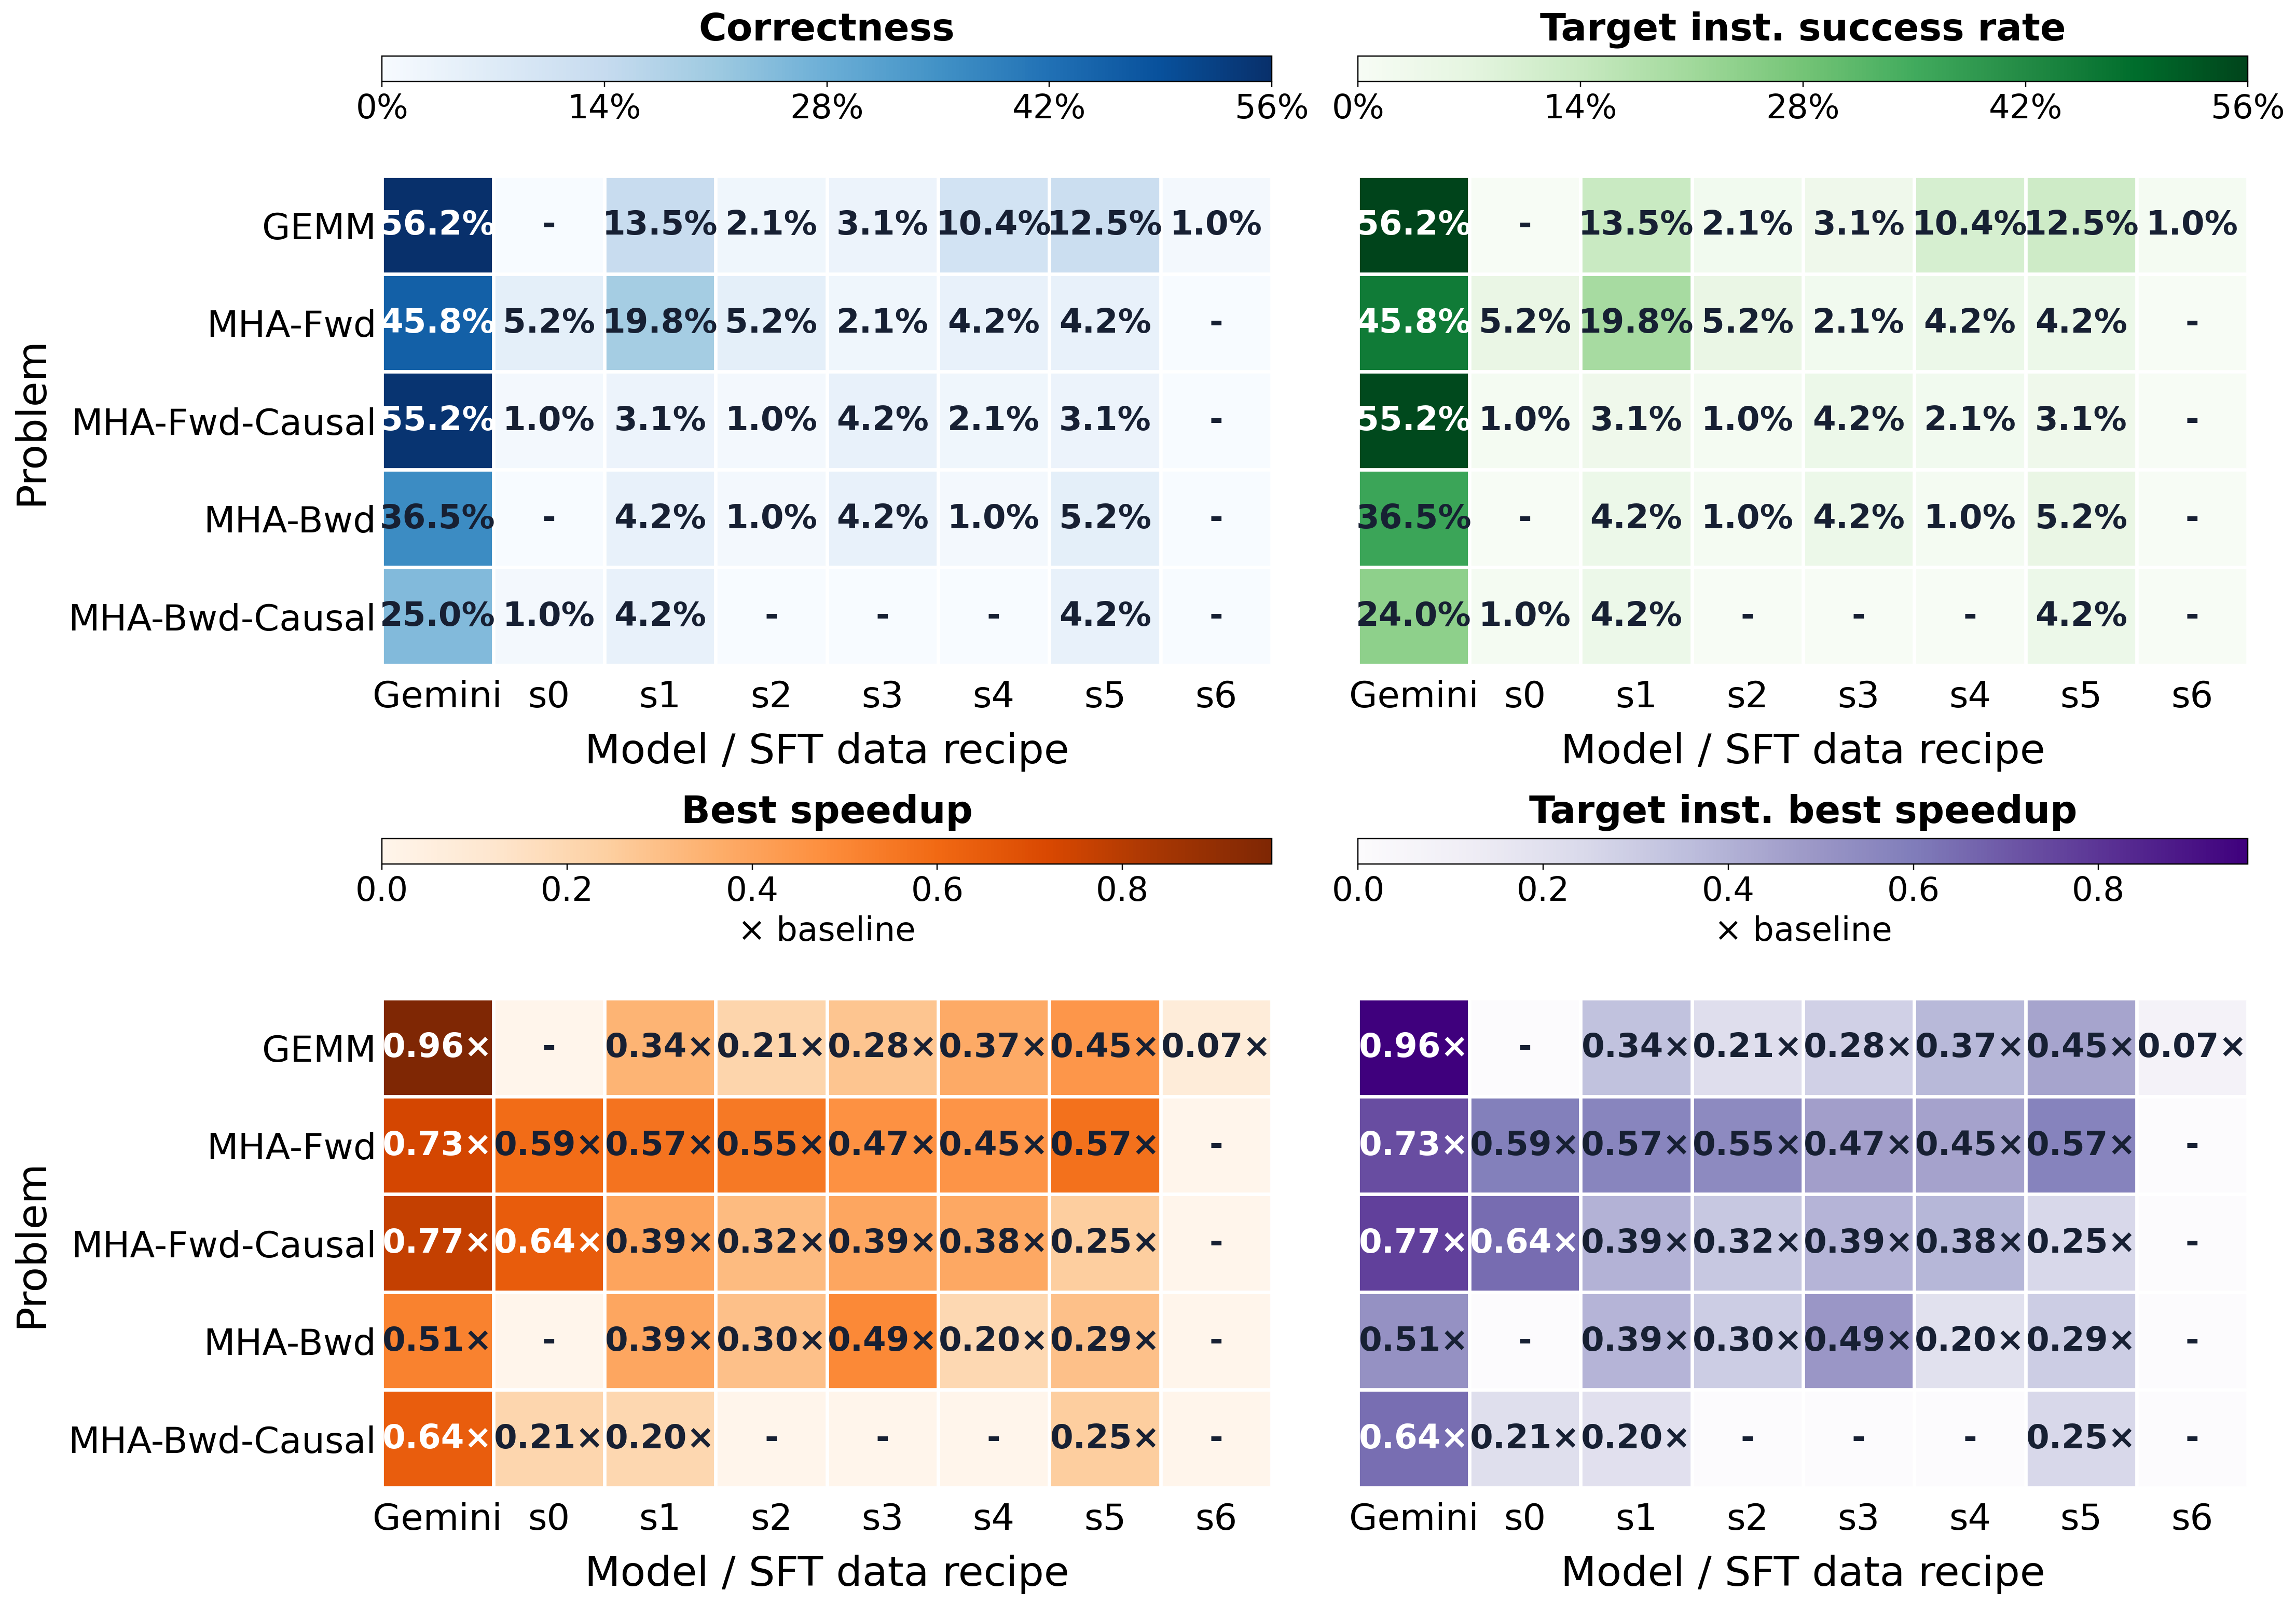 Correctness
0% 14% 28% 42% 56%
Problem
GEMM 56.2% - 13.5% 2.1% 3.1% 10.4% 12.5% 1.0%
MHA-Fwd 45.8% 5.2% 19.8% 5.2% 2.1% 4.2% 4.2% -
MHA-Fwd-Causal 55.2% 1.0% 3.1% 1.0% 4.2% 2.1% 3.1% -
MHA-Bwd 36.5% - 4.2% 1.0% 4.2% 1.0% 5.2% -
MHA-Bwd-Causal 25.0% 1.0% 4.2% - - - 4.2% -
Gemini s0 s1 s2 s3 s4 s5 s6
Model / SFT data recipe
Target inst. success rate
0% 14% 28% 42% 56%
56.2% - 13.5% 2.1% 3.1% 10.4% 12.5% 1.0%
45.8% 5.2% 19.8% 5.2% 2.1% 4.2% 4.2% -
55.2% 1.0% 3.1% 1.0% 4.2% 2.1% 3.1% -
36.5% - 4.2% 1.0% 4.2% 1.0% 5.2% -
24.0% 1.0% 4.2% - - - 4.2% -
Gemini s0 s1 s2 s3 s4 s5 s6
Model / SFT data recipe
Best speedup
0.0 0.2 0.4 0.6 0.8
× baseline
Problem
GEMM 0.96× - 0.34× 0.21× 0.28× 0.37× 0.45× 0.07×
MHA-Fwd 0.73× 0.59× 0.57× 0.55× 0.47× 0.45× 0.57× -
MHA-Fwd-Causal 0.77× 0.64× 0.39× 0.32× 0.39× 0.38× 0.25× -
MHA-Bwd 0.51× - 0.39× 0.30× 0.49× 0.20× 0.29× -
MHA-Bwd-Causal 0.64× 0.21× 0.20× - - - 0.25× -
Gemini s0 s1 s2 s3 s4 s5 s6
Model / SFT data recipe
Target inst. best speedup
0.0 0.2 0.4 0.6 0.8
× baseline
0.96× - 0.34× 0.21× 0.28× 0.37× 0.45× 0.07×
0.73× 0.59× 0.57× 0.55× 0.47× 0.45× 0.57× -
0.77× 0.64× 0.39× 0.32× 0.39× 0.38× 0.25× -
0.51× - 0.39× 0.30× 0.49× 0.20× 0.29× -
0.64× 0.21× 0.20× - - - 0.25× -
Gemini s0 s1 s2 s3 s4 s5 s6
Model / SFT data recipe